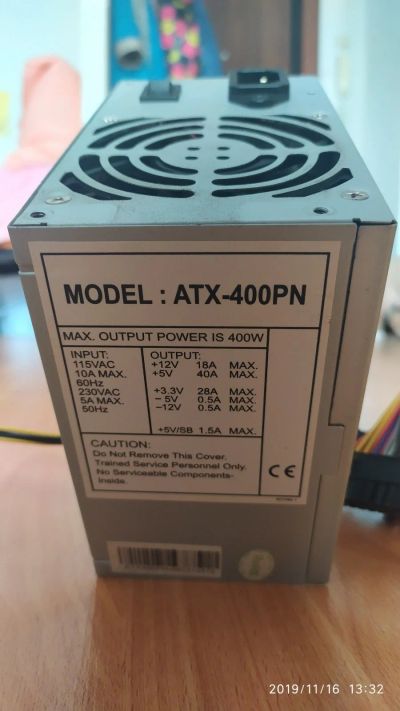 MODEL : ATX-400PN
MAX. OUTPUT POWER IS 400W
INPUT:
115VAC
10A MAX.
60Hz
230VAC
5A MAX.
50Hz
OUTPUT:
+12V 18A MAX.
+5V 40A MAX.
+3.3V 28A MAX.
- 5V 0.5A MAX.
-12V 0.5A MAX.
+5V/SB 1.5A MAX.
CAUTION:
Do Not Remove This Cover.
Trained Service Personnel Only.
No Serviceable Components-
Inside.
CE
2019/11/16 13:32